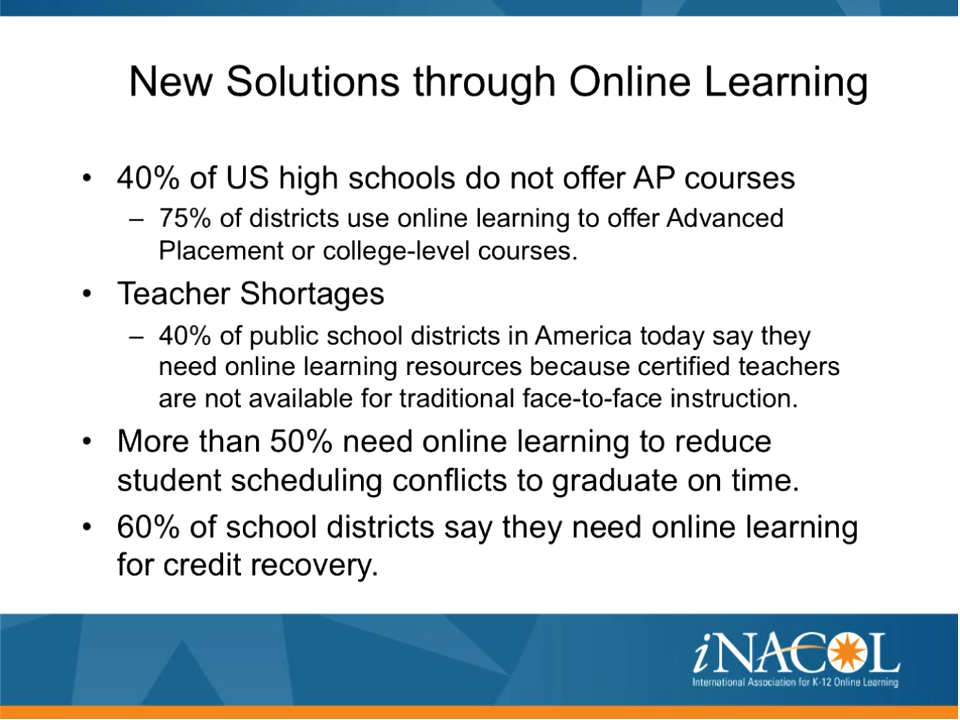 New Solutions through Online Learning
• 40% of US high schools do not offer AP courses
– 75% of districts use online learning to offer Advanced
Placement or college-level courses.
• Teacher Shortages
– 40% of public school districts in America today say they
need online learning resources because certified teachers
are not available for traditional face-to-face instruction.
• More than 50% need online learning to reduce
student scheduling conflicts to graduate on time.
• 60% of school districts say they need online learning
for credit recovery.
iNACOL
International Association for K-12 Online Learning